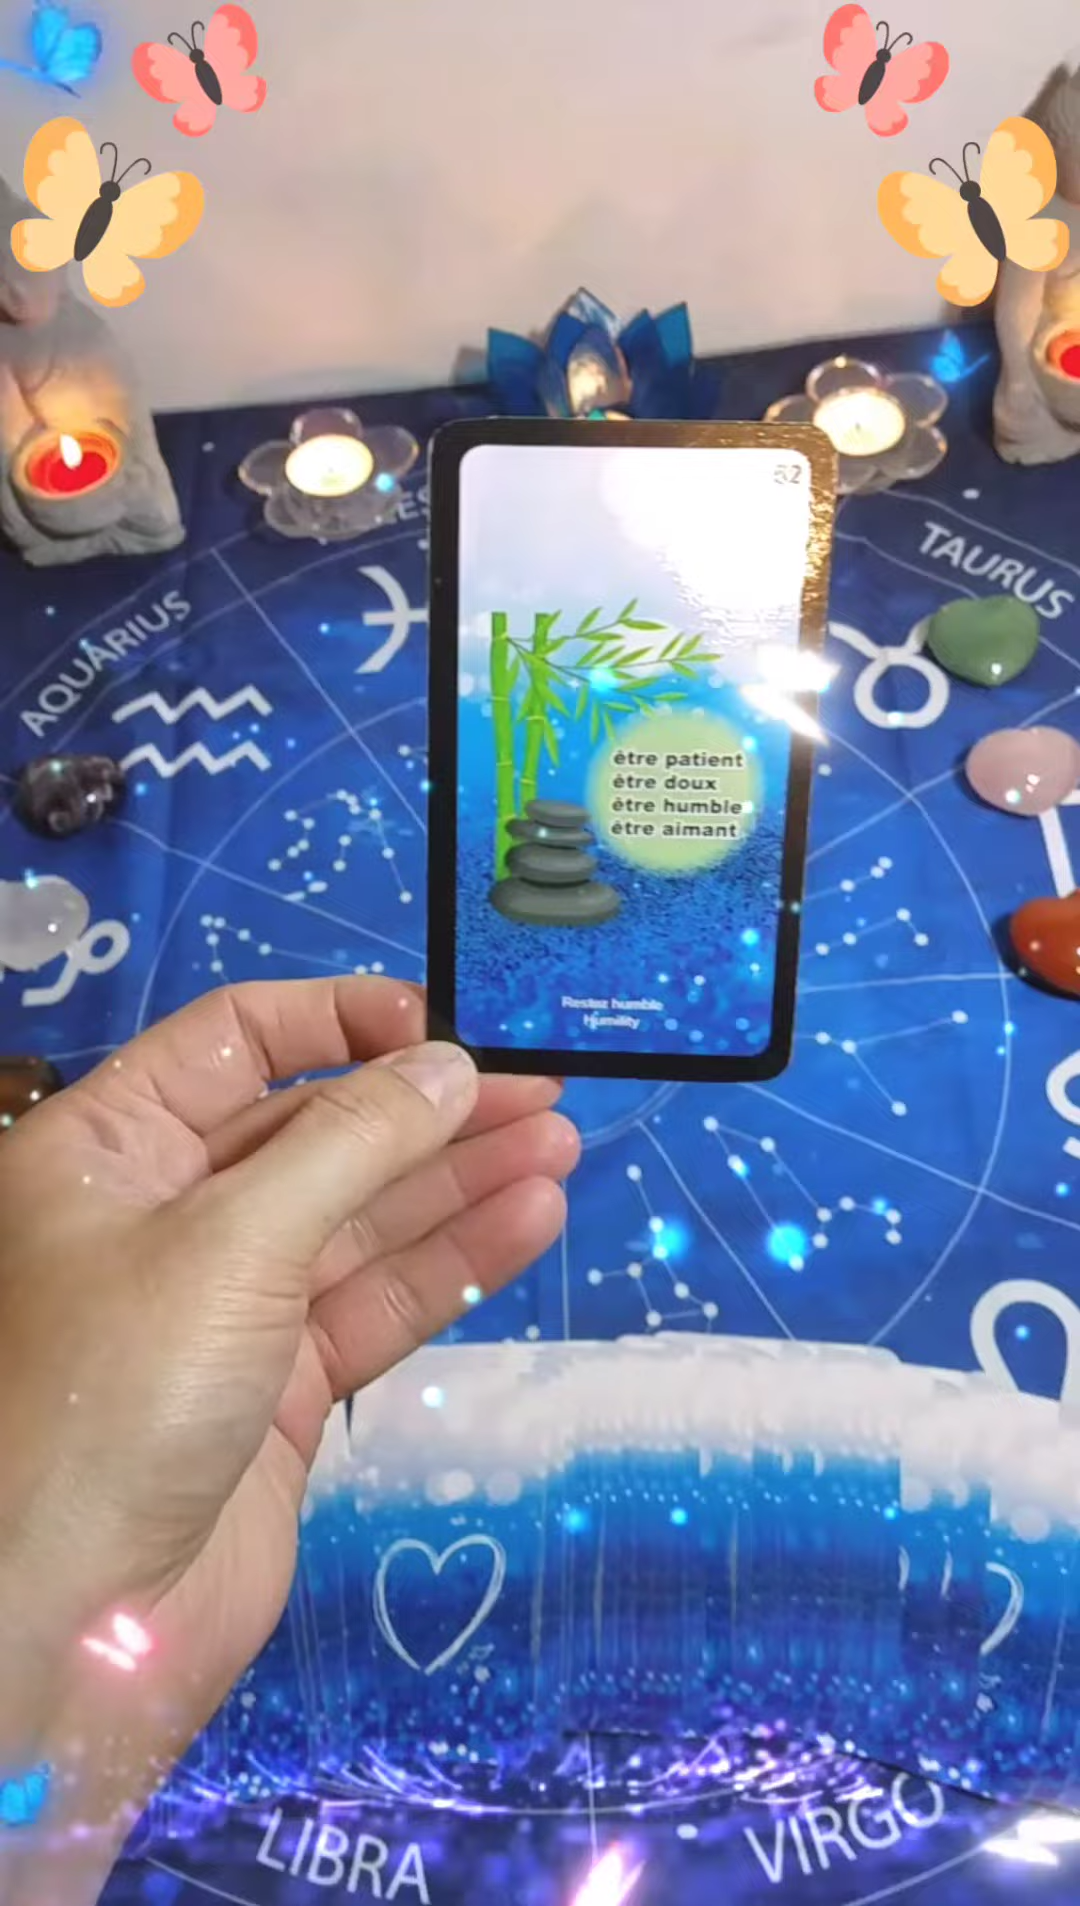 52
TAURUS
AQUARIUS
être patient
être doux
être humble
être aimant
Restez humble
Humility
LIBRA
VIRGO